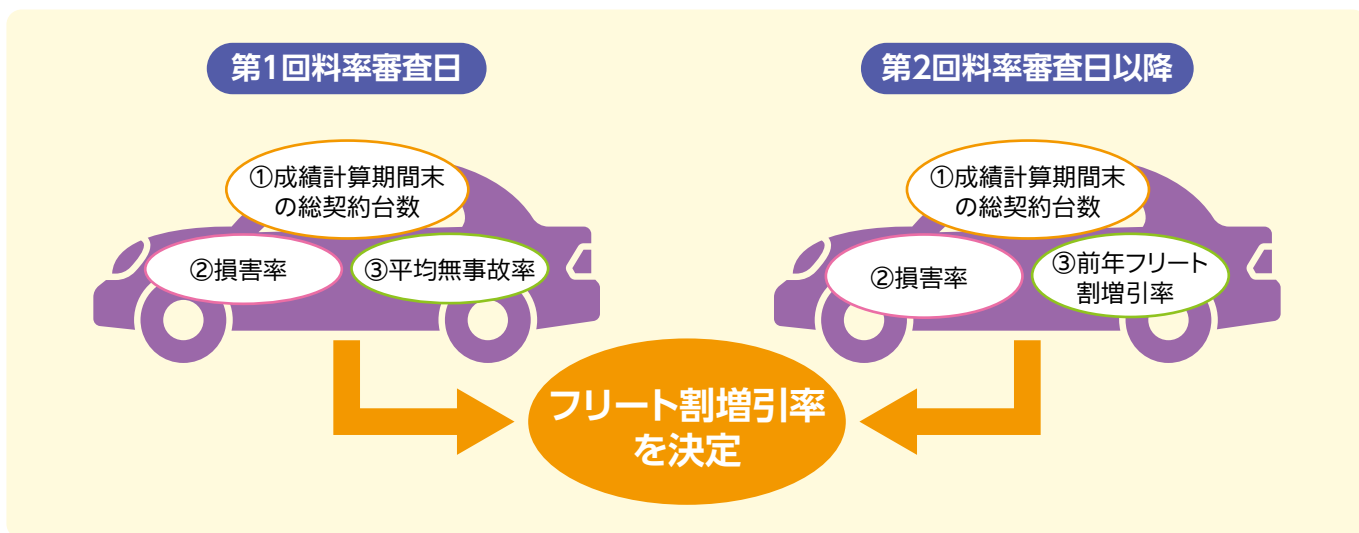 第1回料率審査日
①成績計算期間末
の総契約台数
②損害率
③平均無事故率
第2回料率審査日以降
①成績計算期間末
の総契約台数
②損害率
③前年フリート
割増引率
フリート割増引率
を決定